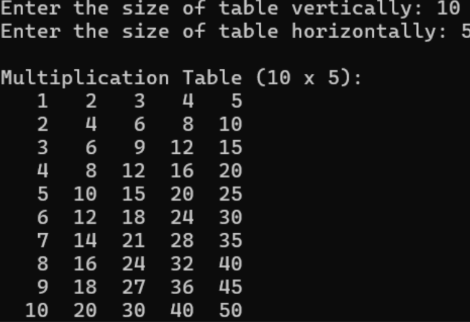 Enter the size of table vertically: 10
Enter the size of table horizontally: 5

Multiplication Table (10 x 5):
   1   2   3   4   5
   2   4   6   8  10
   3   6   9  12  15
   4   8  12  16  20
   5  10  15  20  25
   6  12  18  24  30
   7  14  21  28  35
   8  16  24  32  40
   9  18  27  36  45
  10  20  30  40  50